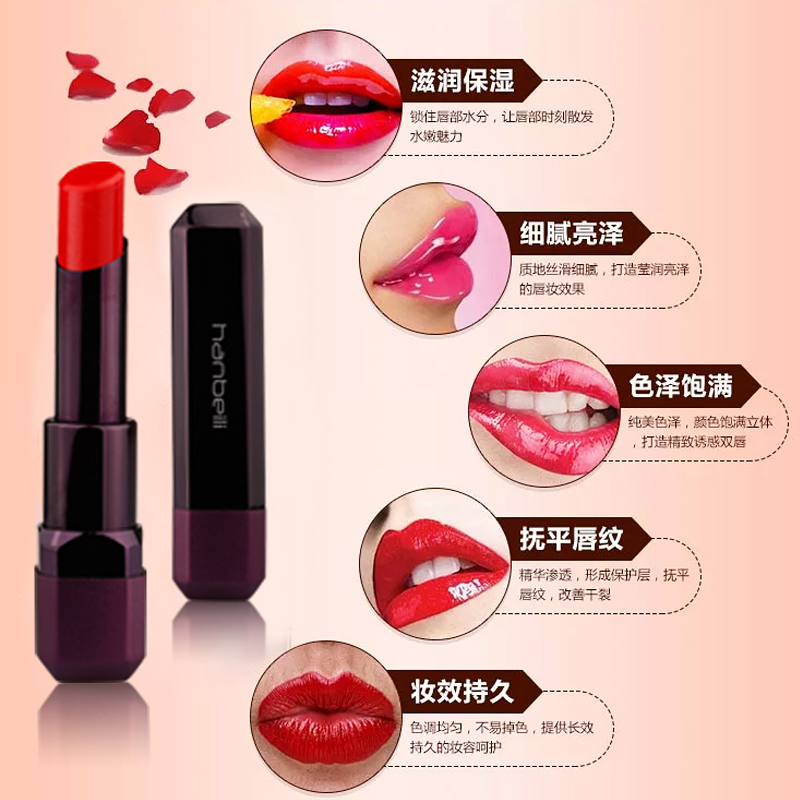 滋润保湿
锁住唇部水分，让唇部时刻散发
水嫩魅力
hanbeili
细腻亮泽
质地丝滑细腻，打造莹润亮泽
的唇妆效果
色泽饱满
纯美色泽，颜色饱满立体
，打造精致诱惑双唇
抚平唇纹
精华渗透，形成保护层，抚平
唇纹，改善干裂
妆效持久
色调均匀，不易掉色，提供长效
持久的妆容呵护